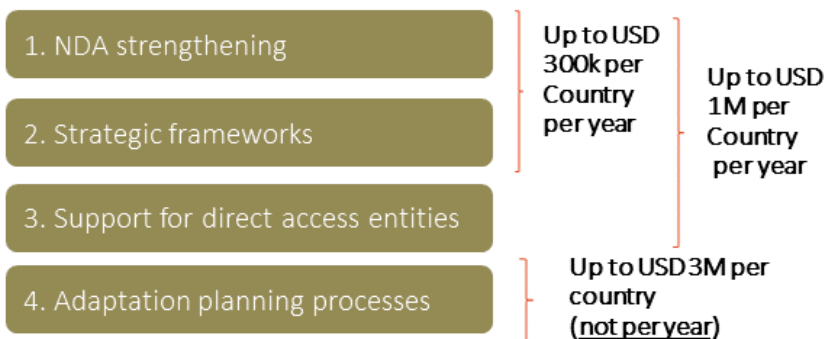 1. NDA strengthening
2. Strategic frameworks
3. Support for direct access entities
4. Adaptation planning processes
Up to USD
300k per
Country
per year
Up to USD
1M per
Country
per year
Up to USD 3M per
country
(not per year)